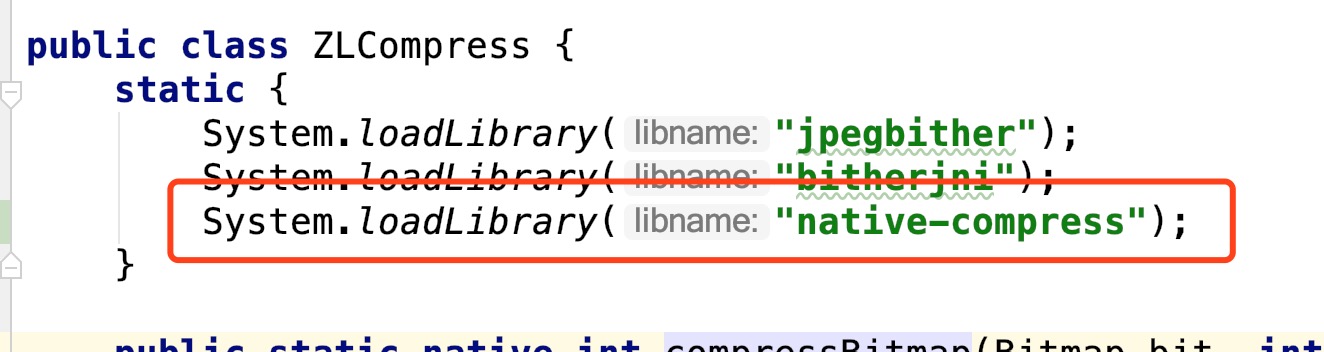 public class ZLCompress {
static {
System.loadLibrary( libname: "jpegbither");
System.loadLibrary( libname: "bitherjni");
System.loadLibrary( libname: "native-compress");
}
public static native int compressBitmap(Bitmap bit, int